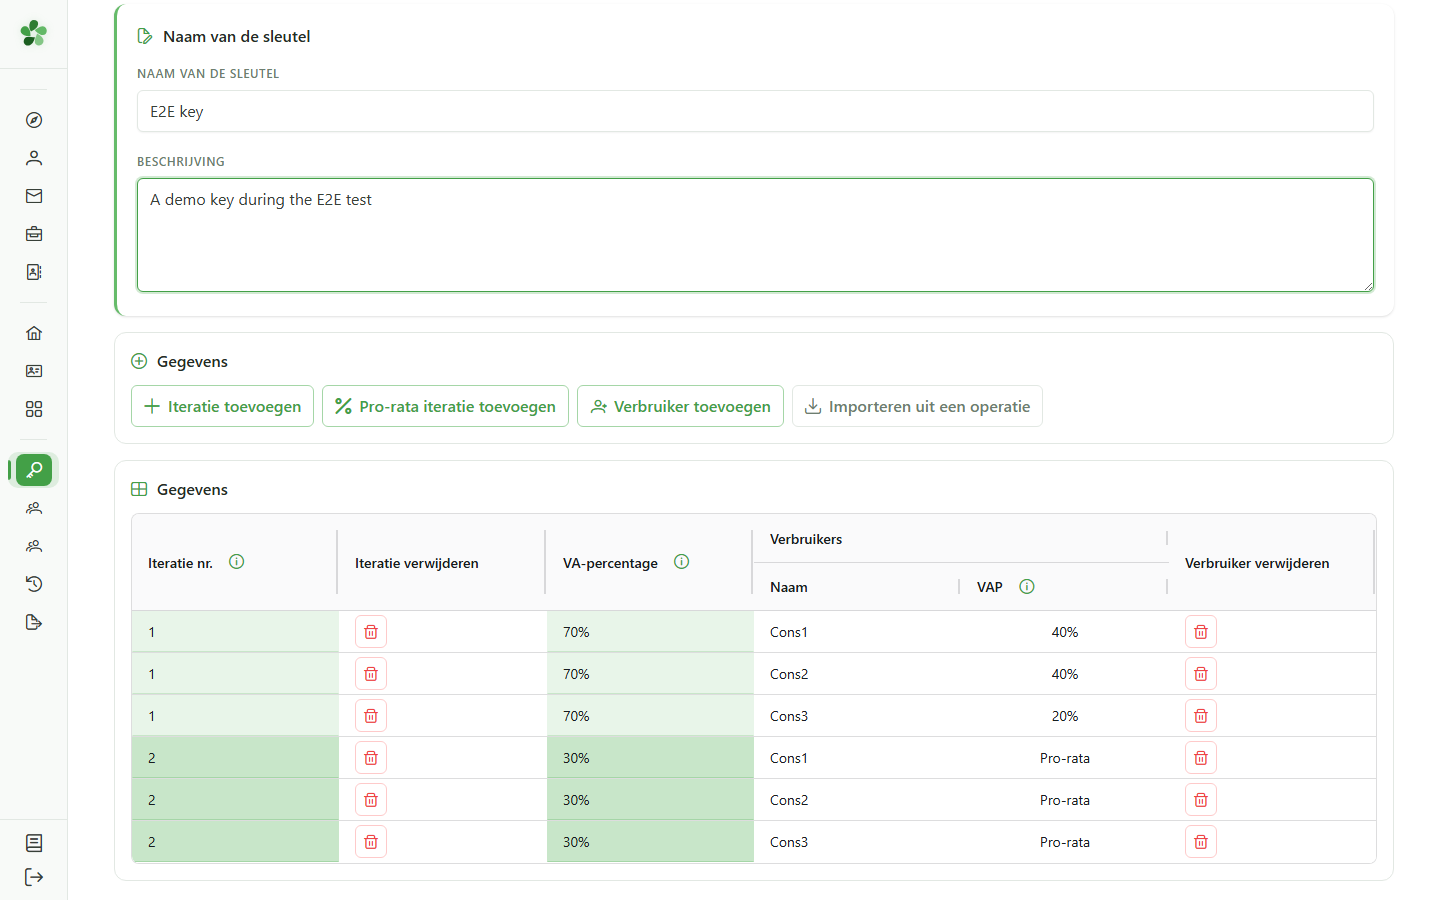 Naam van de sleutel
NAAM VAN DE SLEUTEL
E2E key
BESCHRIJVING
A demo key during the E2E test
Gegevens
Iteratie toevoegen
Pro-rata iteratie toevoegen
Verbruiker toevoegen
Importeren uit een operatie
Gegevens
Iteratie nr. Iteratie verwijderen VA-percentage Verbruikers Verbruiker verwijderen
Naam VAP
1 70% Cons1 40%
1 70% Cons2 40%
1 70% Cons3 20%
2 30% Cons1 Pro-rata
2 30% Cons2 Pro-rata
2 30% Cons3 Pro-rata